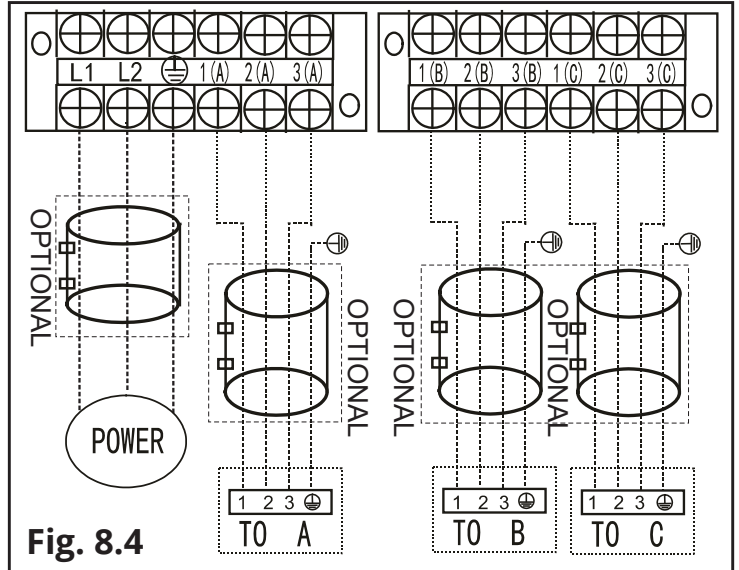 L1 L2 ⏚ 1(A) 2(A) 3(A)
1(B) 2(B) 3(B) 1(C) 2(C) 3(C)
OPTIONAL
OPTIONAL
OPTIONAL
OPTIONAL
POWER
1 2 3 ⏚
TO A
1 2 3 ⏚
TO B
1 2 3 ⏚
TO C
Fig. 8.4